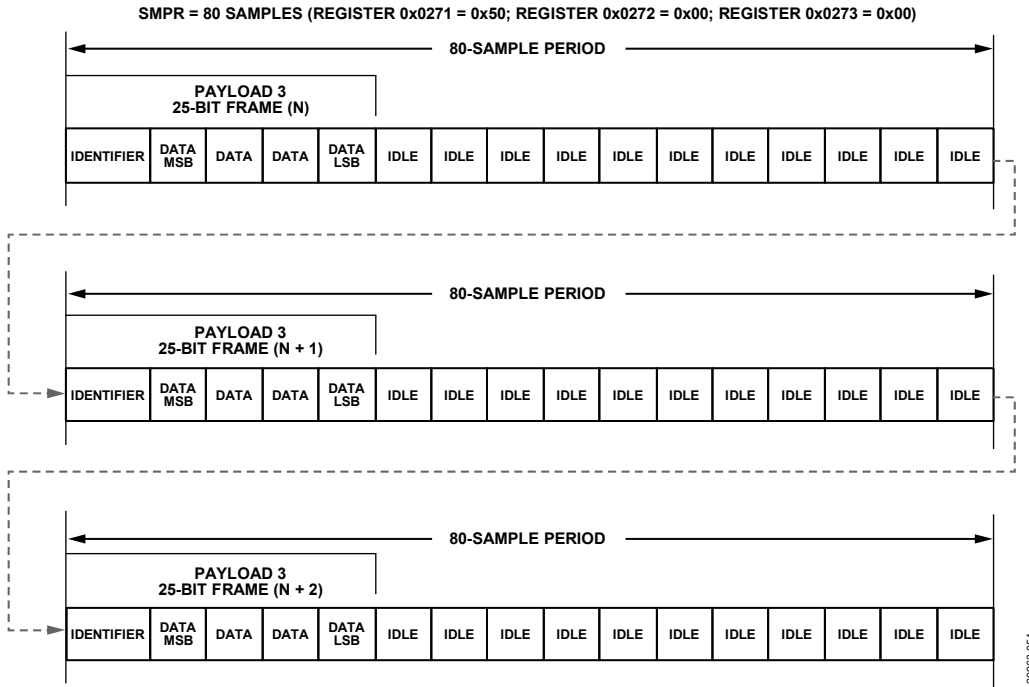 SMPR = 80 SAMPLES (REGISTER 0x0271 = 0x50; REGISTER 0x0272 = 0x00; REGISTER 0x0273 = 0x00)
80-SAMPLE PERIOD
PAYLOAD 3
25-BIT FRAME (N)
IDENTIFIER DATA MSB DATA DATA DATA LSB IDLE IDLE IDLE IDLE IDLE IDLE IDLE IDLE IDLE IDLE IDLE
80-SAMPLE PERIOD
PAYLOAD 3
25-BIT FRAME (N + 1)
IDENTIFIER DATA MSB DATA DATA DATA LSB IDLE IDLE IDLE IDLE IDLE IDLE IDLE IDLE IDLE IDLE IDLE
80-SAMPLE PERIOD
PAYLOAD 3
25-BIT FRAME (N + 2)
IDENTIFIER DATA MSB DATA DATA DATA LSB IDLE IDLE IDLE IDLE IDLE IDLE IDLE IDLE IDLE IDLE IDLE